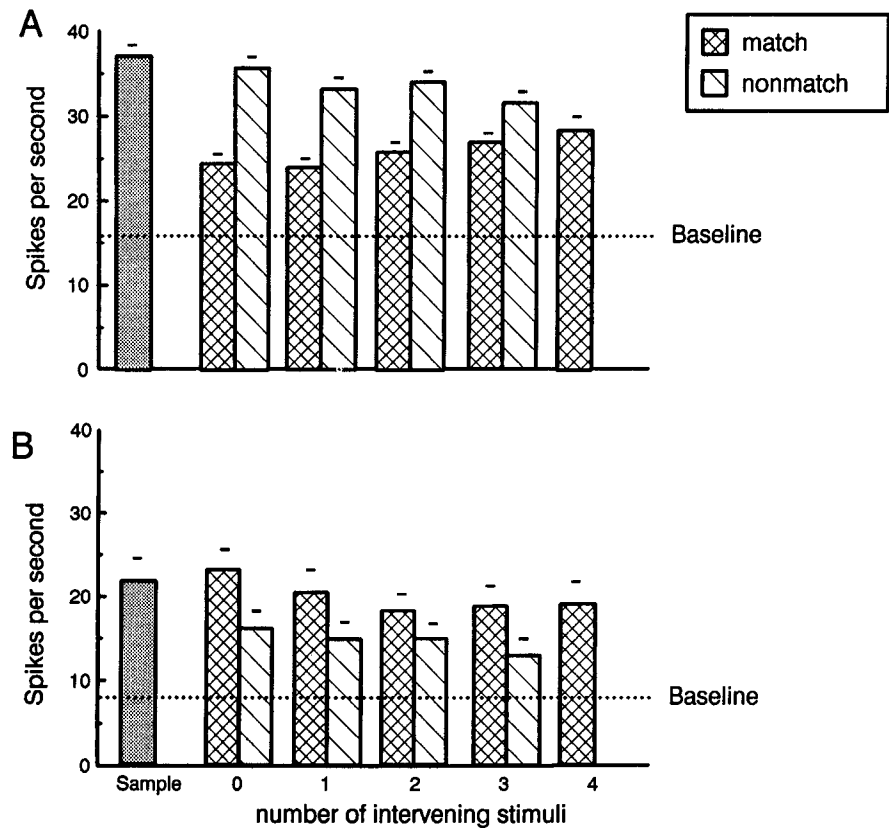 A
40
30
20
10
0
Spikes per second
match
nonmatch
Baseline
B
40
30
20
10
0
Spikes per second
Baseline
Sample 0 1 2 3 4
number of intervening stimuli